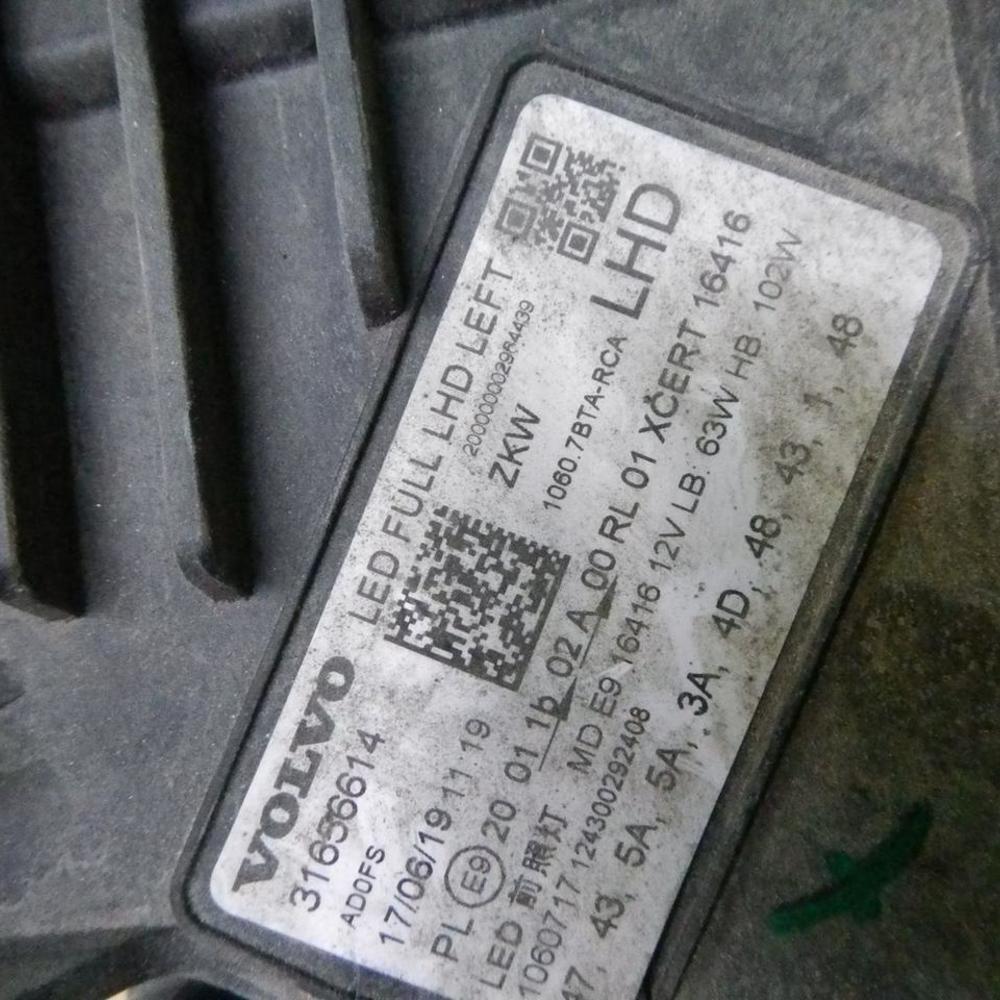 VOLVO LED FULL LHD LEFT
31656614
2000000029R4439
AD0FS
ZKW
17/06/19 11:19
1060.7BTA-RCA LHD
PL E9 20 01 1b 02 A 00 RL 01 XCERT 16416
LED 前照灯 MD E9 16416 12V LB: 63W HB: 102W
1060717124300292408
47, 43, 5A, 5A, 3A, 4D, 48, 43, 1, 48